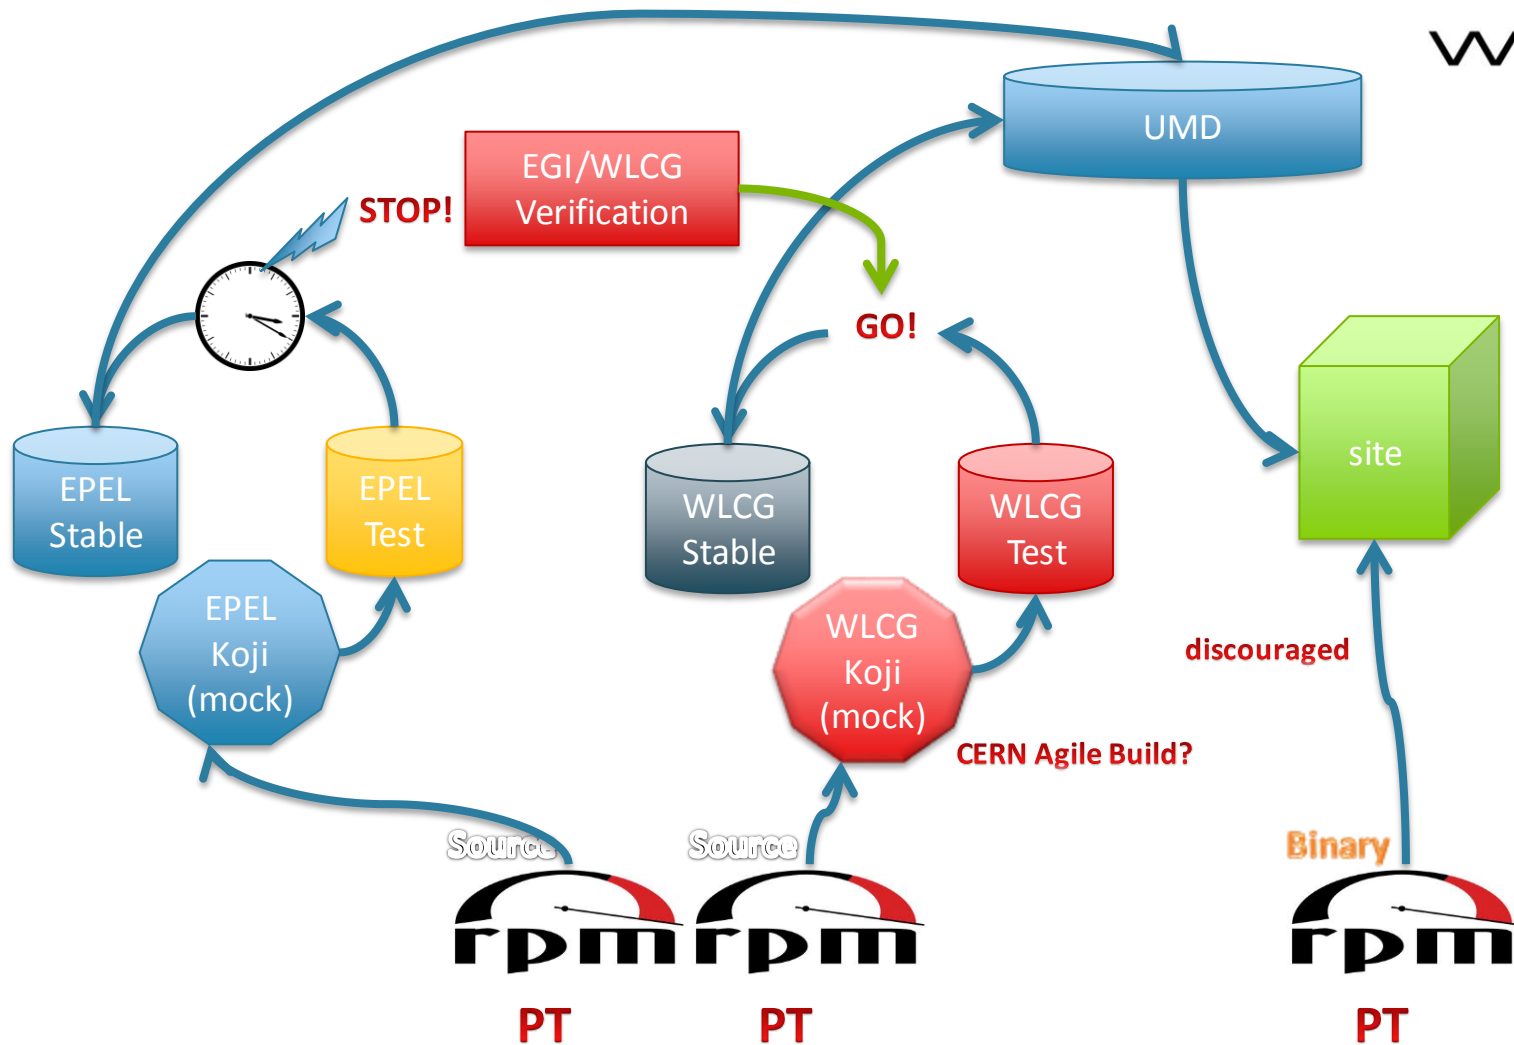 W
UMD
EGI/WLCG
Verification
STOP!
GO!
EPEL
Stable
EPEL
Test
WLCG
Stable
WLCG
Test
site
EPEL
Koji
(mock)
WLCG
Koji
(mock)
discouraged
CERN Agile Build?
Source
Source
Binary
rpm
rpm
rpm
PT
PT
PT